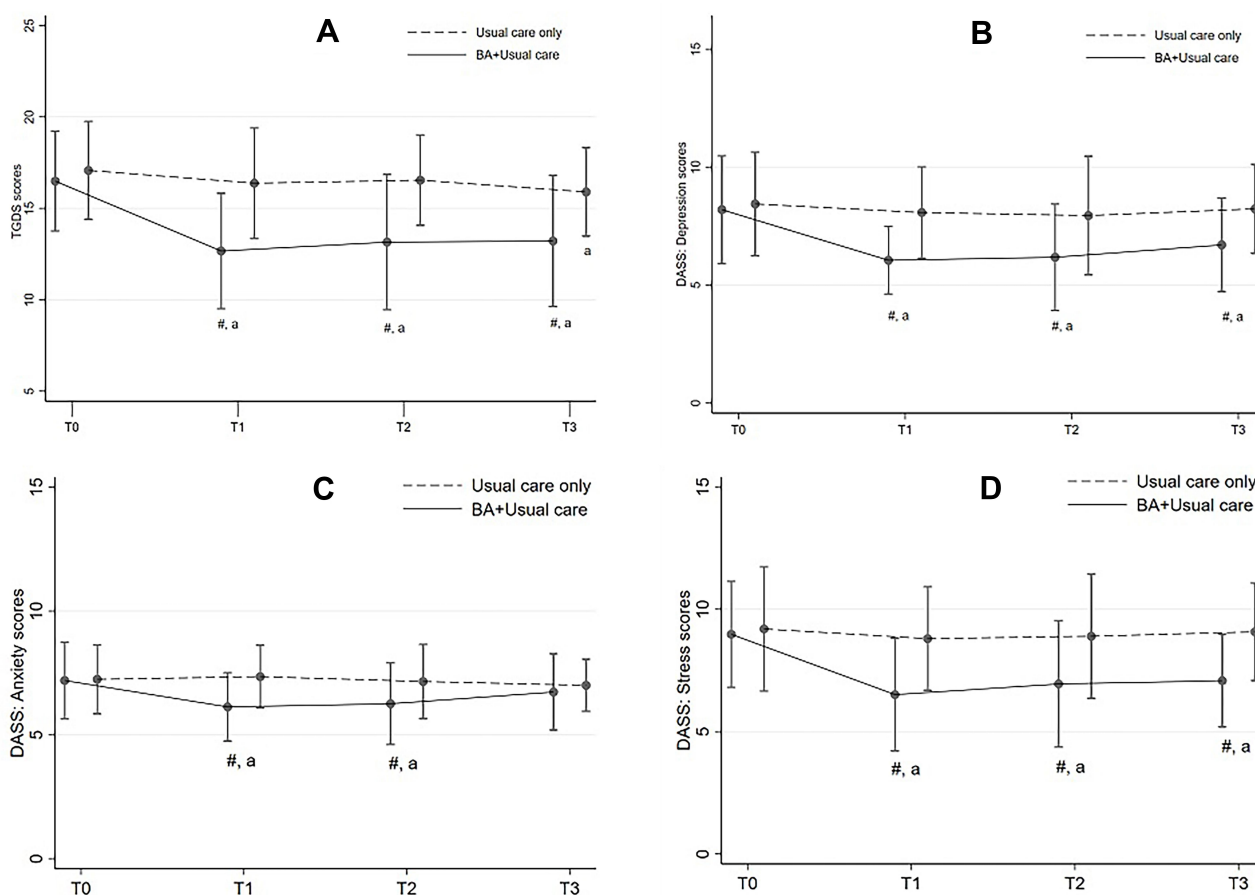 A
Usual care only
BA+Usual care
TGDS scores
25
20
15
10
5
#, a
#, a
#, a
a
T0
T1
T2
T3
B
Usual care only
BA+Usual care
DASS: Depression scores
15
10
5
0
#, a
#, a
#, a
T0
T1
T2
T3
C
Usual care only
BA+Usual care
DASS: Anxiety scores
15
10
5
0
#, a
#, a
T0
T1
T2
T3
D
Usual care only
BA+Usual care
DASS: Stress scores
15
10
5
0
#, a
#, a
#, a
T0
T1
T2
T3